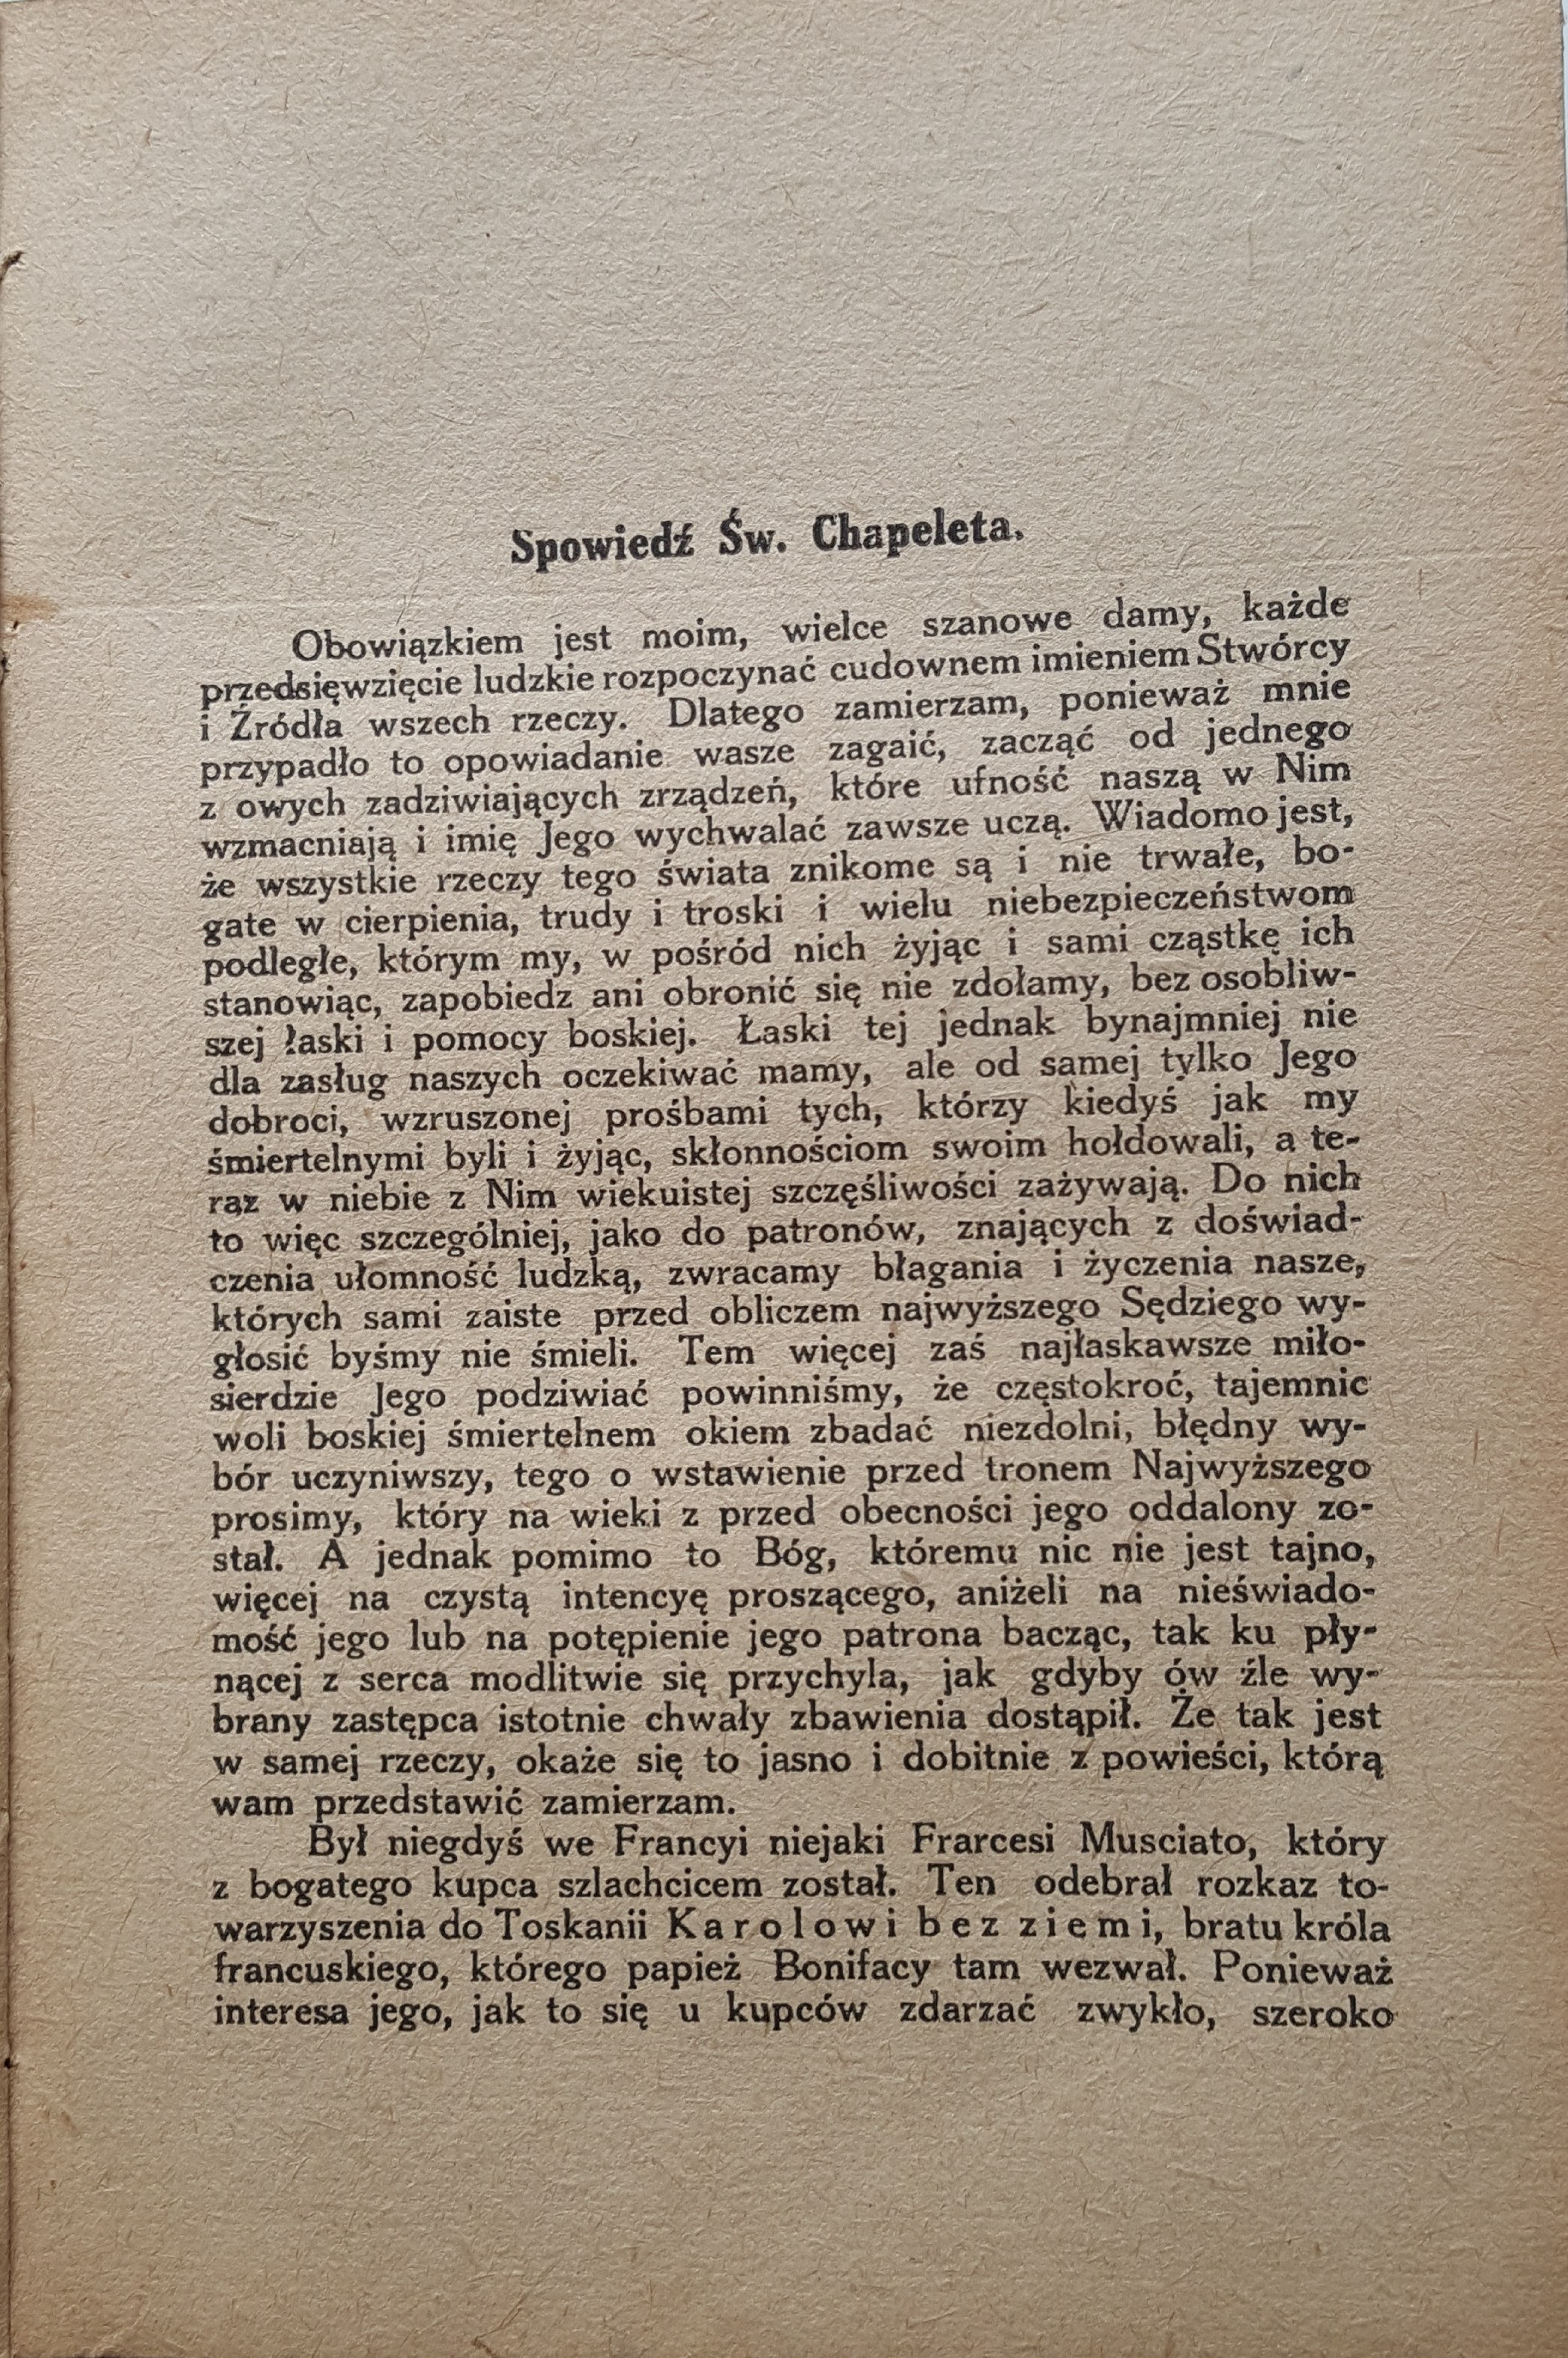 Spowiedź Św. Chapeleta.
Obowiązkiem jest moim, wielce szanowe damy, każde
przedsięwzięcie ludzkie rozpoczynać cudownem imieniem Stwórcy
i Źródła wszech rzeczy. Dlatego zamierzam, ponieważ mnie
przypadło to opowiadanie wasze zagaić, zacząć od jednego
z owych zadziwiających zrządzeń, które ufność naszą w Nim
wzmacniają i imię Jego wychwalać zawsze uczą. Wiadomo jest,
że wszystkie rzeczy tego świata znikome są i nie trwałe, bo-
gate w cierpienia, trudy i troski i wielu niebezpieczeństwom
podległe, którym my, w pośród nich żyjąc i sami cząstkę ich
stanowiąc, zapobiedz ani obronić się nie zdołamy, bez osobliw-
szej łaski i pomocy boskiej. Łaski tej jednak bynajmniej nie
dla zasług naszych oczekiwać mamy, ale od samej tylko Jego
dobroci, wzruszonej prośbami tych, którzy kiedyś jak my
śmiertelnymi byli i żyjąc, skłonnościom swoim hołdowali, a te-
raz w niebie z Nim wiekuistej szczęśliwości zażywają. Do nich
to więc szczególniej, jako do patronów, znających z doświad-
czenia ułomność ludzką, zwracamy błagania i życzenia nasze,
których sami zaiste przed obliczem najwyższego Sędziego wy-
głosić byśmy nie śmieli. Tem więcej zaś najłaskawsze miło-
sierdzie Jego podziwiać powinniśmy, że częstokroć, tajemnic
woli boskiej śmiertelnem okiem zbadać niezdolni, błędny wy-
bór uczyniwszy, tego o wstawienie przed tronem Najwyższego
prosimy, który na wieki z przed obecności jego oddalony zo-
stał. A jednak pomimo to Bóg, któremu nic nie jest tajno,
więcej na czystą intencyę proszącego, aniżeli na nieświado-
mość jego lub na potępienie jego patrona bacząc, tak ku pły-
nącej z serca modlitwie się przychyla, jak gdyby ów źle wy-
brany zastępca istotnie chwały zbawienia dostąpił. Że tak jest
w samej rzeczy, okaże się to jasno i dobitnie z powieści, którą
wam przedstawić zamierzam.
Był niegdyś we Francyi niejaki Frarcesi Musciato, który
z bogatego kupca szlachcicem został. Ten odebrał rozkaz to-
warzyszenia do Toskanii Karolowi bez ziemi, bratu króla
francuskiego, którego papież Bonifacy tam wezwał. Ponieważ
interesa jego, jak to się u kupców zdarzać zwykło, szeroko